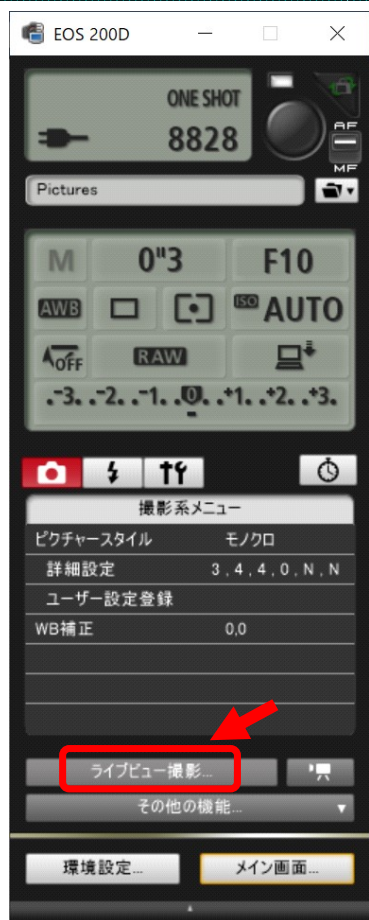 EOS 200D
ONE SHOT
8828
AF
MF
Pictures
M 0"3 F10
AWB ISO AUTO
OFF RAW
.-3. .-2. .-1. .0. .+1. .+2. .+3.
撮影系メニュー
ピクチャースタイル モノクロ
詳細設定 3 , 4 , 4 , 0 , N , N
ユーザー設定登録
WB補正 0,0
ライブビュー撮影...
その他の機能...
環境設定... メイン画面...